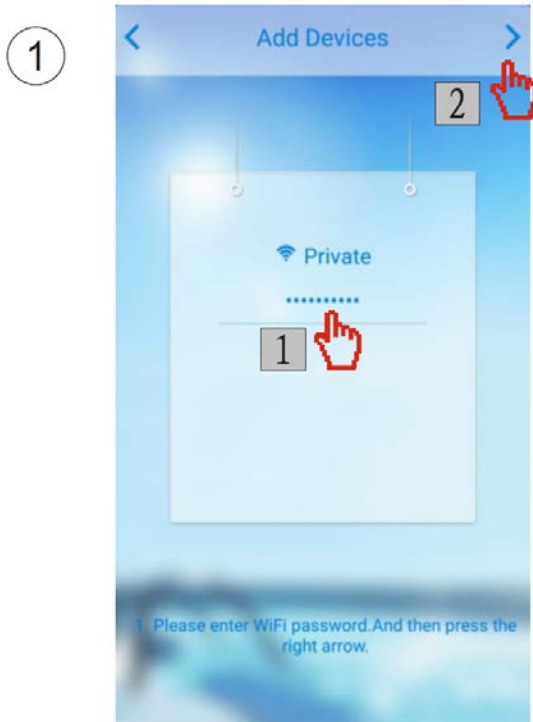 1
Add Devices
2
Private
••••••••••
1
1. Please enter WiFi password.And then press the
right arrow.